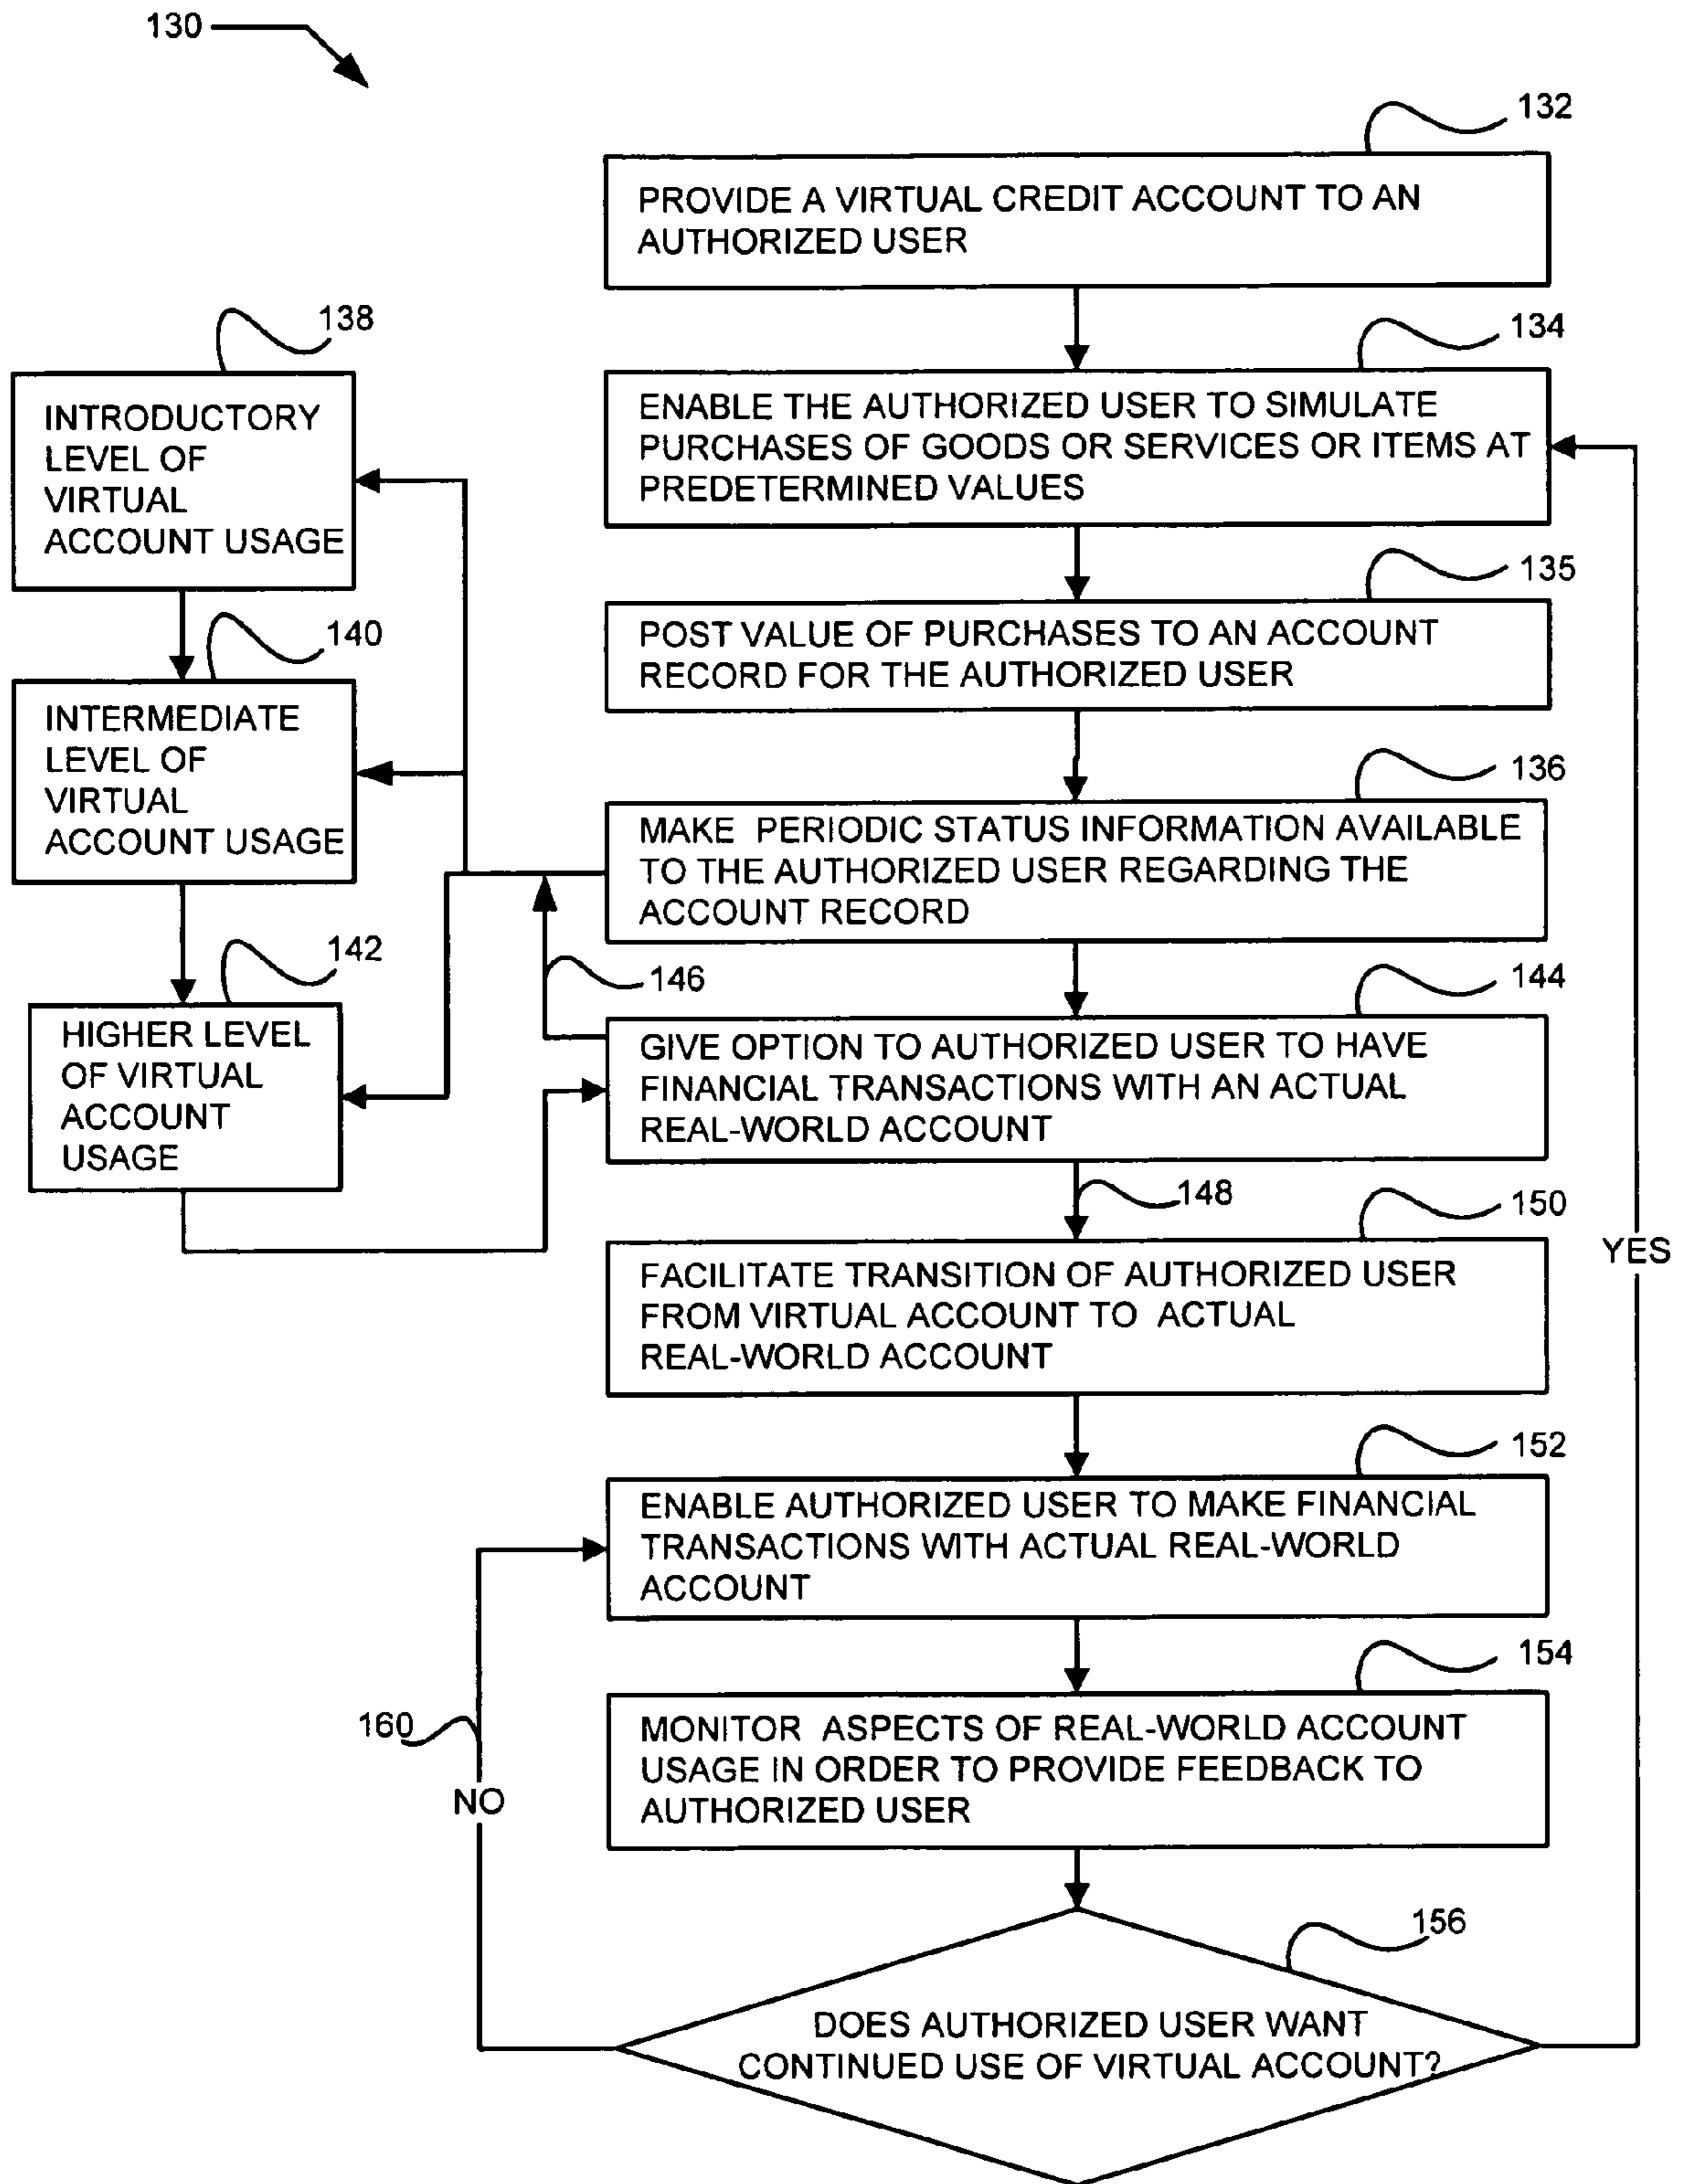 130
132
PROVIDE A VIRTUAL CREDIT ACCOUNT TO AN
AUTHORIZED USER
134
ENABLE THE AUTHORIZED USER TO SIMULATE
PURCHASES OF GOODS OR SERVICES OR ITEMS AT
PREDETERMINED VALUES
135
POST VALUE OF PURCHASES TO AN ACCOUNT
RECORD FOR THE AUTHORIZED USER
136
MAKE PERIODIC STATUS INFORMATION AVAILABLE
TO THE AUTHORIZED USER REGARDING THE
ACCOUNT RECORD
138
INTRODUCTORY
LEVEL OF
VIRTUAL
ACCOUNT USAGE
140
INTERMEDIATE
LEVEL OF
VIRTUAL
ACCOUNT USAGE
142
HIGHER LEVEL
OF VIRTUAL
ACCOUNT
USAGE
146
144
GIVE OPTION TO AUTHORIZED USER TO HAVE
FINANCIAL TRANSACTIONS WITH AN ACTUAL
REAL-WORLD ACCOUNT
148
150
FACILITATE TRANSITION OF AUTHORIZED USER
FROM VIRTUAL ACCOUNT TO ACTUAL
REAL-WORLD ACCOUNT
YES
152
ENABLE AUTHORIZED USER TO MAKE FINANCIAL
TRANSACTIONS WITH ACTUAL REAL-WORLD
ACCOUNT
154
MONITOR ASPECTS OF REAL-WORLD ACCOUNT
USAGE IN ORDER TO PROVIDE FEEDBACK TO
AUTHORIZED USER
160
NO
156
DOES AUTHORIZED USER WANT
CONTINUED USE OF VIRTUAL ACCOUNT?